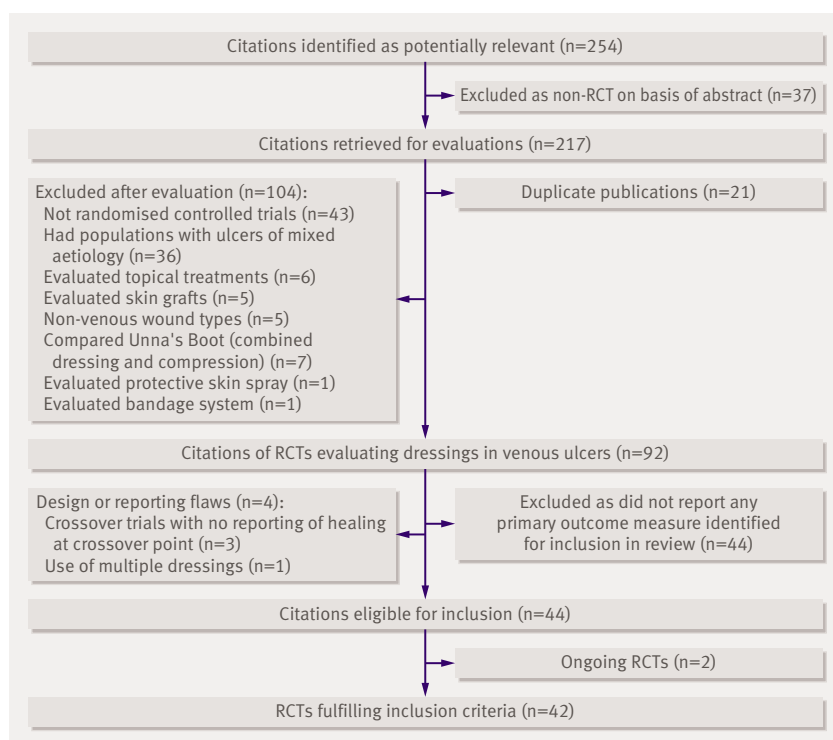 Citations identified as potentially relevant (n=254)
Excluded as non-RCT on basis of abstract (n=37)
Citations retrieved for evaluations (n=217)
Excluded after evaluation (n=104):
Not randomised controlled trials (n=43)
Had populations with ulcers of mixed
aetiology (n=36)
Evaluated topical treatments (n=6)
Evaluated skin grafts (n=5)
Non-venous wound types (n=5)
Compared Unna's Boot (combined
dressing and compression) (n=7)
Evaluated protective skin spray (n=1)
Evaluated bandage system (n=1)
Duplicate publications (n=21)
Citations of RCTs evaluating dressings in venous ulcers (n=92)
Design or reporting flaws (n=4):
Crossover trials with no reporting of healing
at crossover point (n=3)
Use of multiple dressings (n=1)
Excluded as did not report any
primary outcome measure identified
for inclusion in review (n=44)
Citations eligible for inclusion (n=44)
Ongoing RCTs (n=2)
RCTs fulfilling inclusion criteria (n=42)